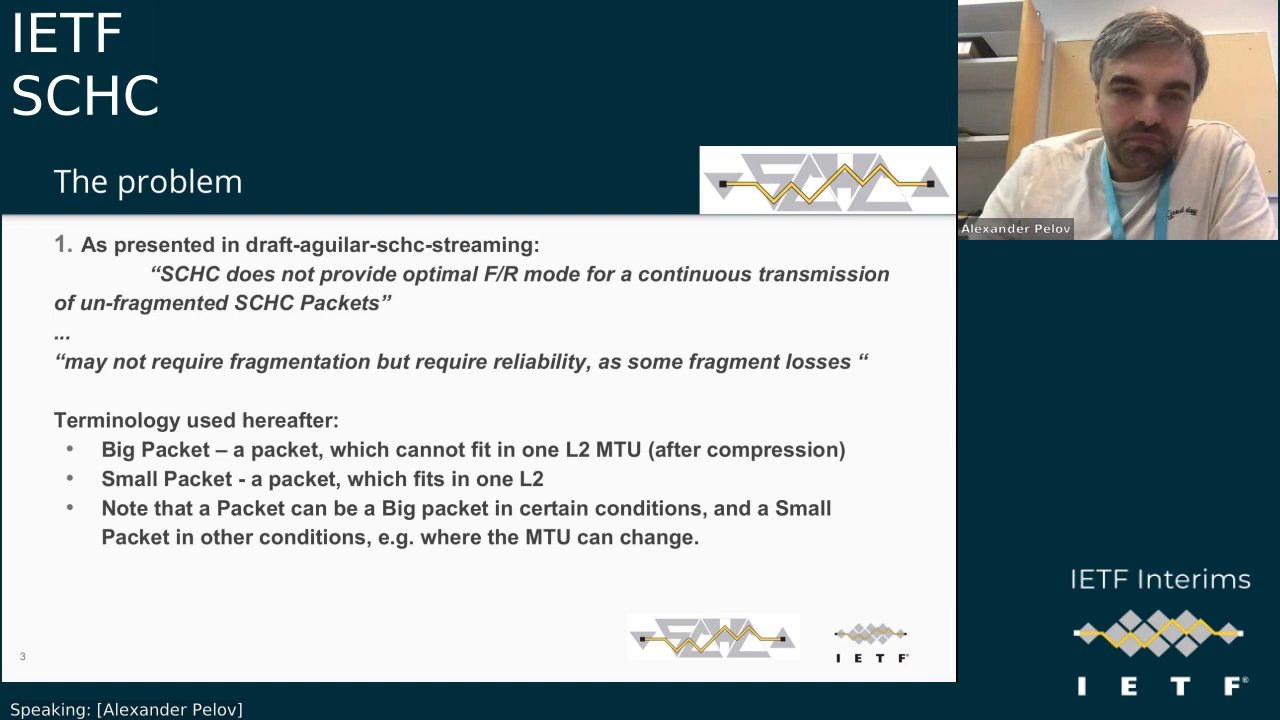 IETF
SCHC
The problem
SCHC
1. As presented in draft-aguilar-schc-streaming:
“SCHC does not provide optimal F/R mode for a continuous transmission
of un-fragmented SCHC Packets”
...
“may not require fragmentation but require reliability, as some fragment losses “
Terminology used hereafter:
• Big Packet – a packet, which cannot fit in one L2 MTU (after compression)
• Small Packet - a packet, which fits in one L2
• Note that a Packet can be a Big packet in certain conditions, and a Small
Packet in other conditions, e.g. where the MTU can change.
3
SCHC
I E T F®
Good day
Alexander Pelov
IETF Interims
I E T F®
Speaking: [Alexander Pelov]